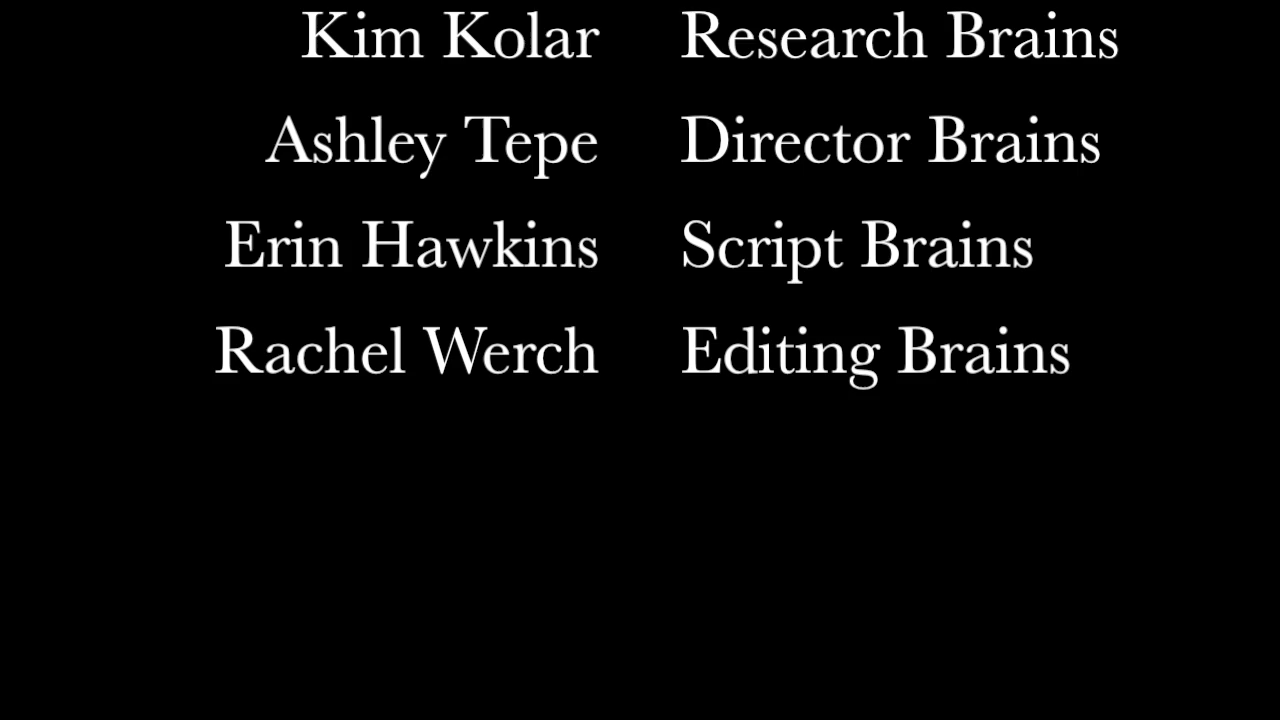 Kim Kolar Research Brains
Ashley Tepe Director Brains
Erin Hawkins Script Brains
Rachel Werch Editing Brains